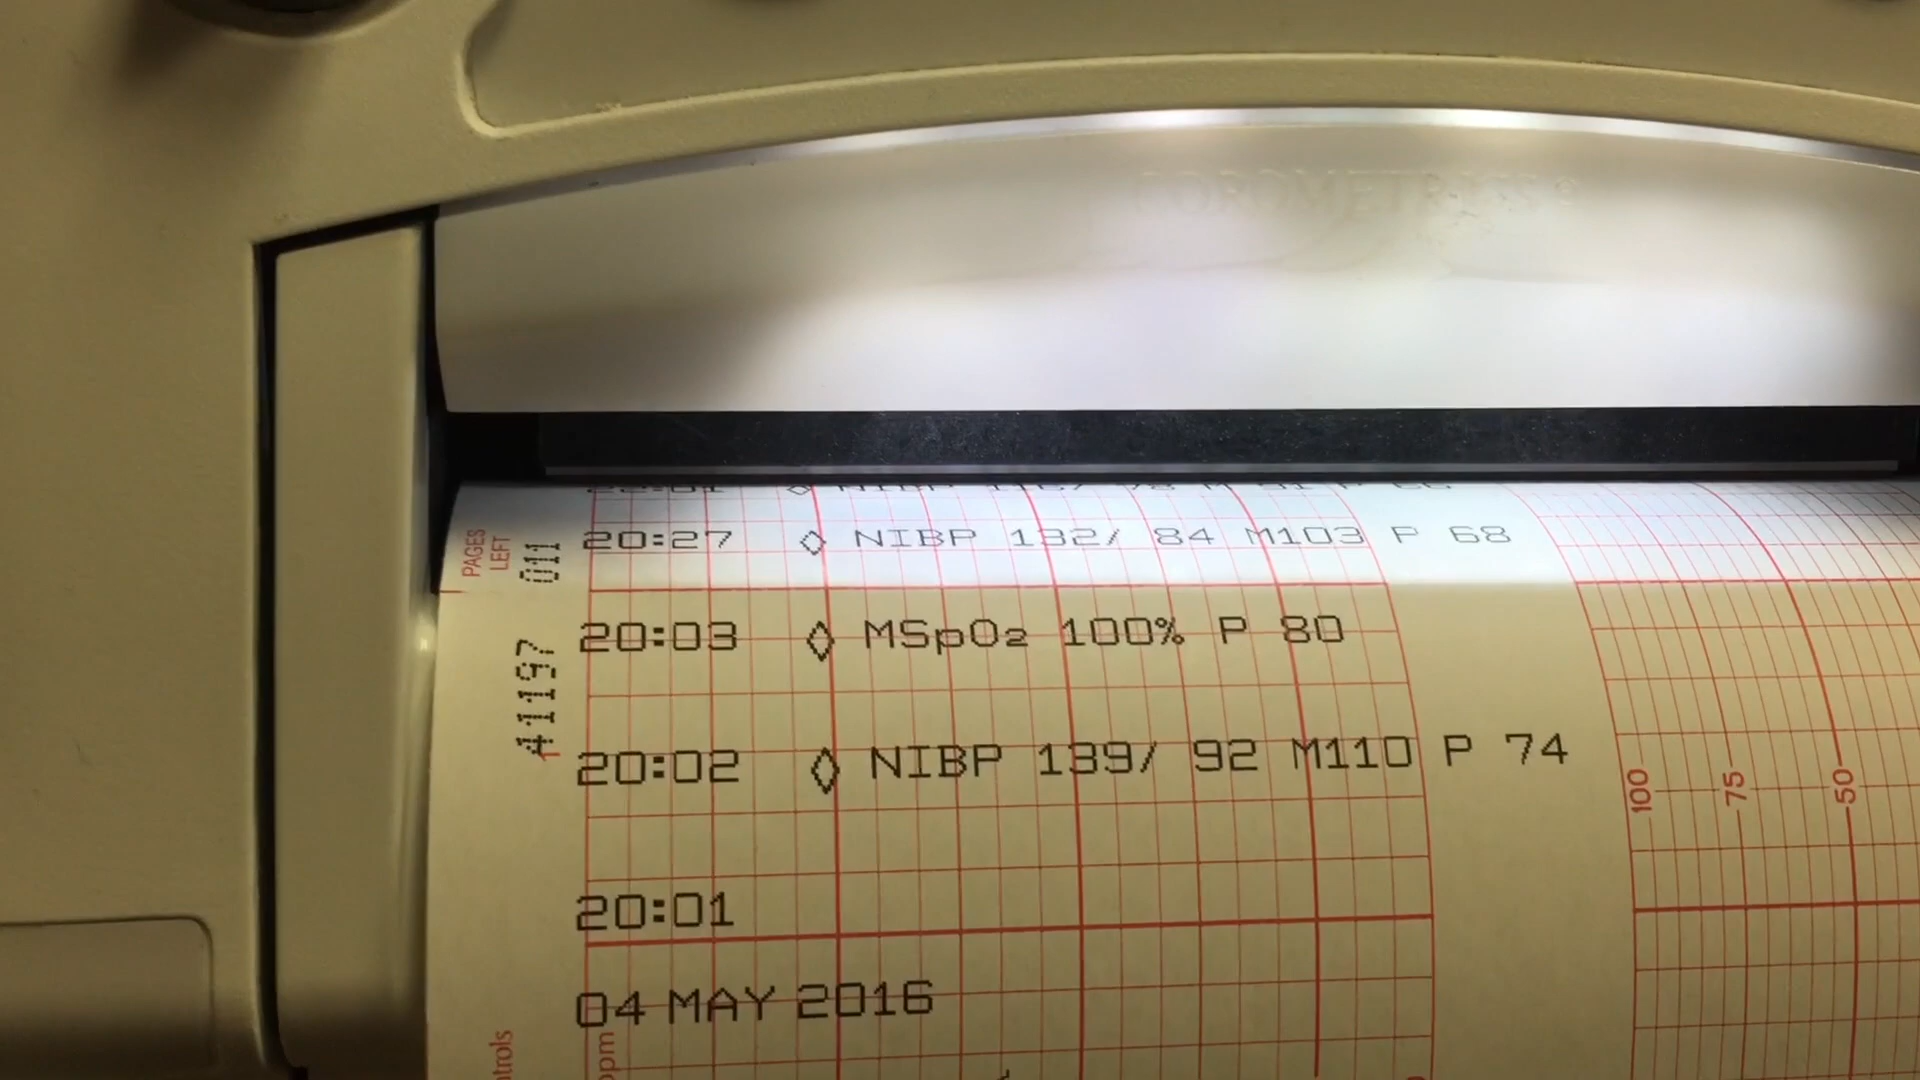 COROMETRICS
20:27 ◊ NIBP 132/ 84 M103 P 68
PAGES
LEFT
011
20:03 ◊ MSpO₂ 100% P 80
41197
20:02 ◊ NIBP 139/ 92 M110 P 74
100
75
50
20:01
04 MAY 2016